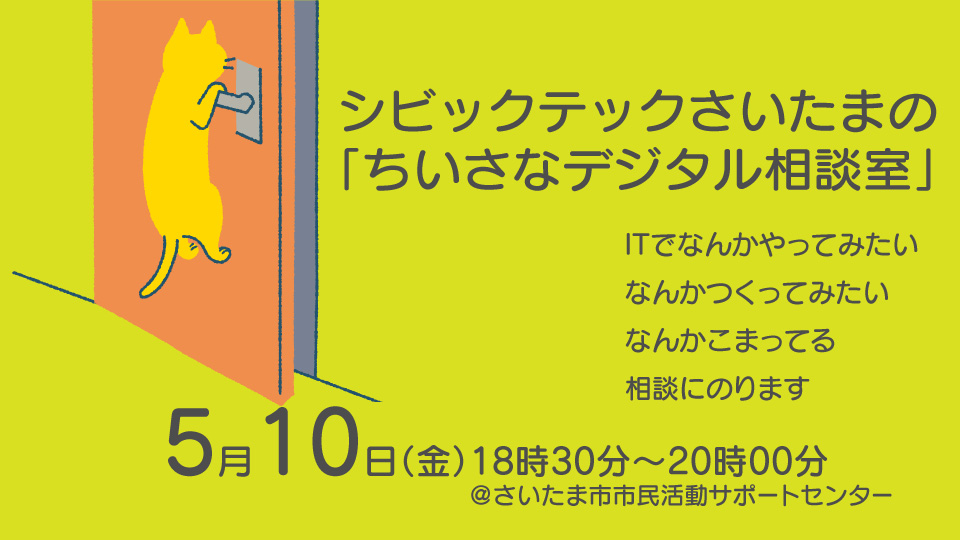 シビックテックさいたまの
「ちいさなデジタル相談室」
ITでなんかやってみたい
なんかつくってみたい
なんかこまってる
相談にのります
5月10日(金)18時30分～20時00分
@さいたま市市民活動サポートセンター